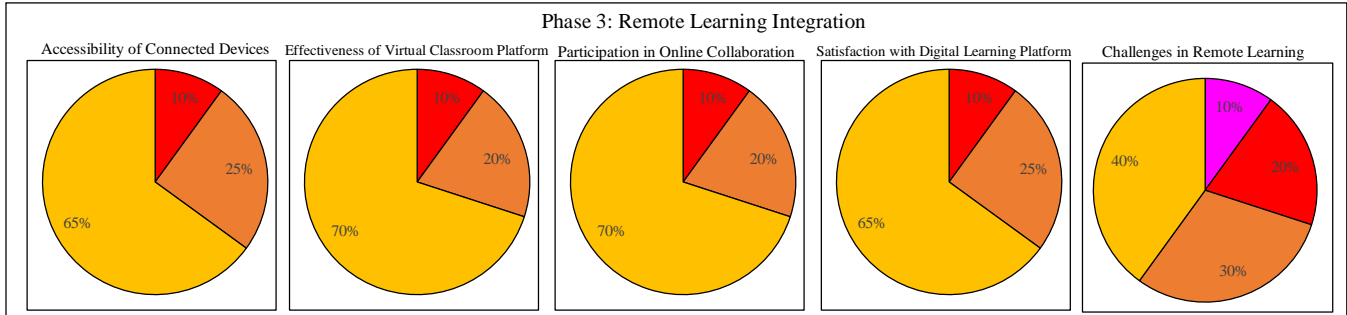 Phase 3: Remote Learning Integration
Accessibility of Connected Devices
10%
25%
65%
Effectiveness of Virtual Classroom Platform
10%
20%
70%
Participation in Online Collaboration
10%
20%
70%
Satisfaction with Digital Learning Platform
10%
25%
65%
Challenges in Remote Learning
10%
20%
30%
40%